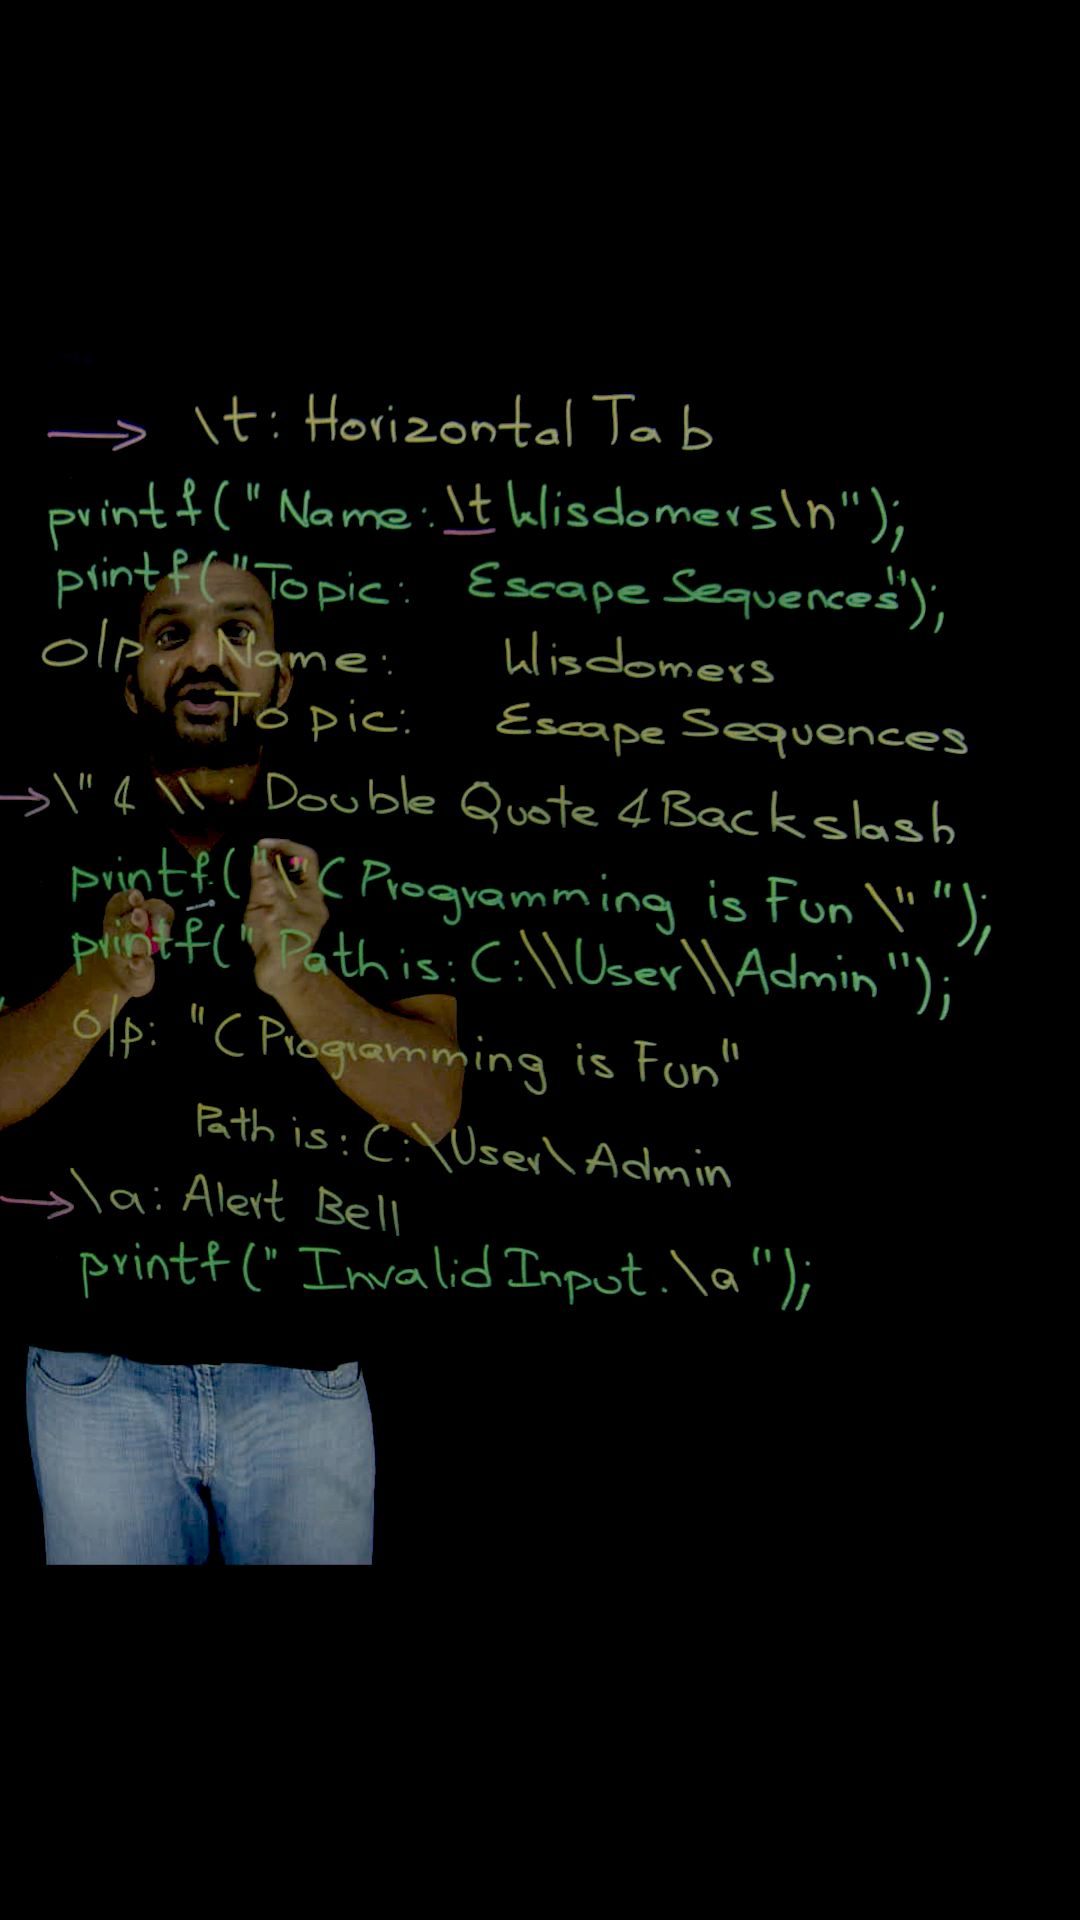 \t: Horizontal Tab
printf("Name:\tWisdomers\n");
printf("Topic: Escape Sequences");
O/P: Name: Wisdomers
Topic: Escape Sequences
\" & \\: Double Quote & Backslash
printf("\"C Programming is Fun\"");
printf("Path is: C:\\User\\Admin");
O/P: "C Programming is Fun"
Path is: C:\User\Admin
\a: Alert Bell
printf("Invalid Input.\a");